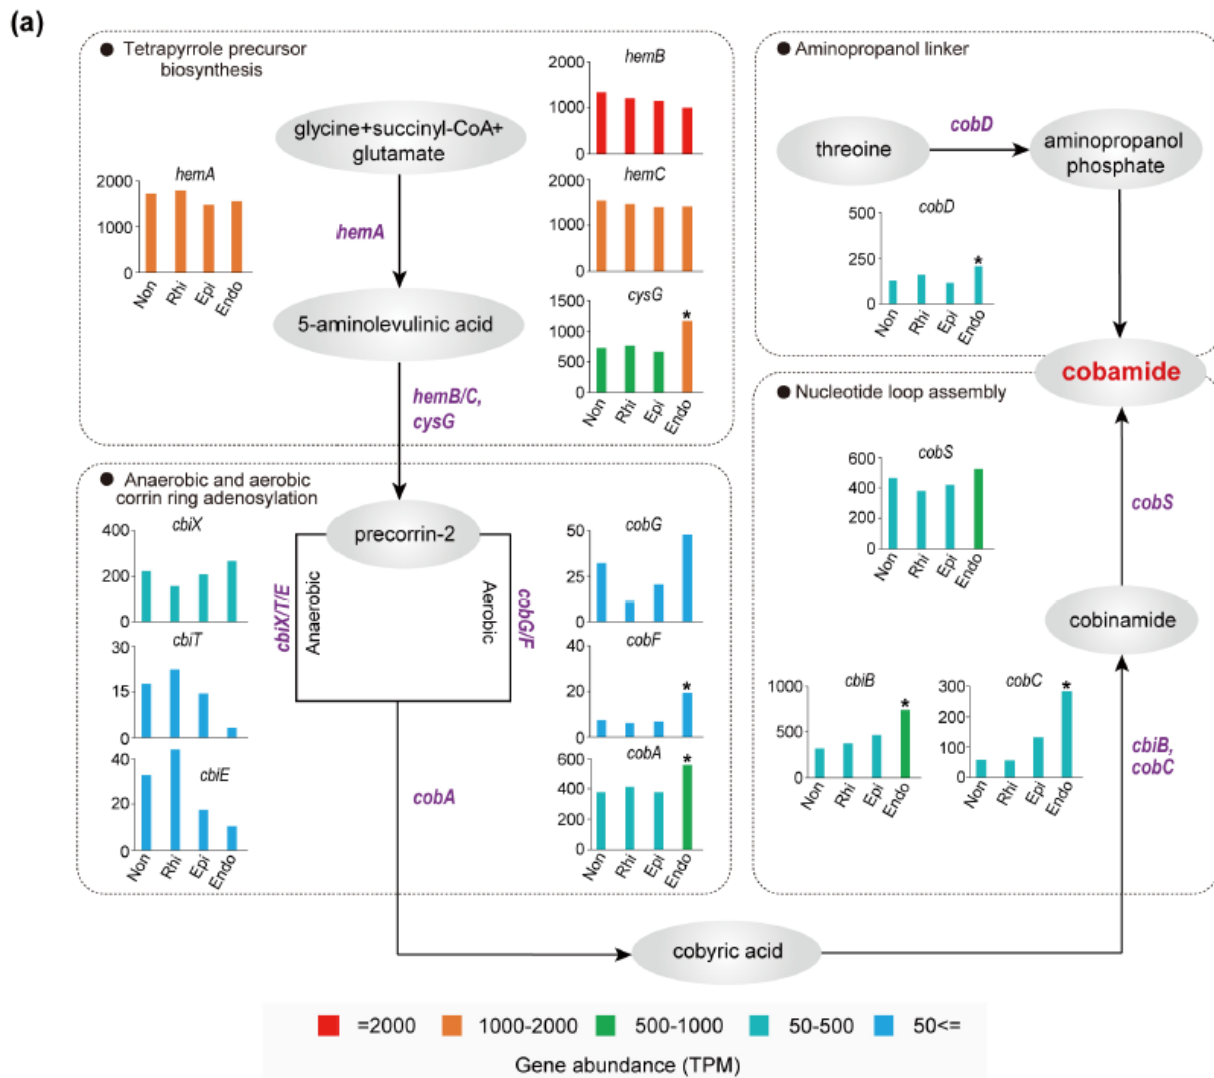 (a)
● Tetrapyrrole precursor
biosynthesis
glycine+succinyl-CoA+
glutamate
hemA
2000
1000
0
Non
Rhi
Epi
Endo
hemA
5-aminolevulinic acid
hemB/C,
cysG
hemB
2000
1000
0
hemC
2000
1000
0
cysG
1500
1000
500
0
*
Non
Rhi
Epi
Endo
● Anaerobic and aerobic
corrin ring adenosylation
precorrin-2
cbiX
400
200
0
cbiT
30
15
0
cbiE
40
20
0
Non
Rhi
Epi
Endo
cbiX/T/E
Anaerobic
Aerobic
cobG/F
cobA
cobG
50
25
0
cobF
40
20
0
*
cobA
600
400
200
0
*
Non
Rhi
Epi
Endo
● Aminopropanol linker
threoine
cobD
aminopropanol
phosphate
cobD
500
250
0
*
Non
Rhi
Epi
Endo
cobamide
● Nucleotide loop assembly
cobS
600
400
200
0
Non
Rhi
Epi
Endo
cobS
cobinamide
cbiB
1000
500
0
*
Non
Rhi
Epi
Endo
cobC
300
200
100
0
*
Non
Rhi
Epi
Endo
cbiB,
cobC
cobyric acid
=2000 1000-2000 500-1000 50-500 50<=
Gene abundance (TPM)